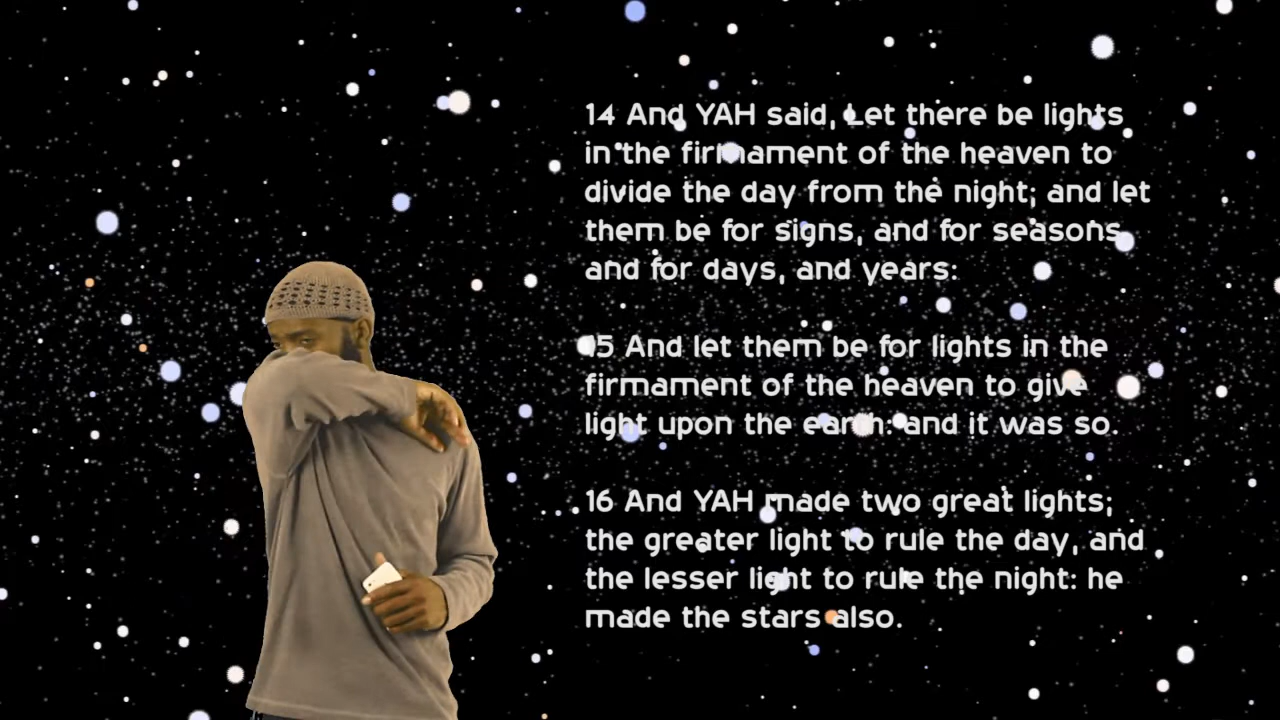 14 And YAH said, Let there be lights
in the firmament of the heaven to
divide the day from the night; and let
them be for signs, and for seasons,
and for days, and years:
15 And let them be for lights in the
firmament of the heaven to give
light upon the earth: and it was so.
16 And YAH made two great lights;
the greater light to rule the day, and
the lesser light to rule the night: he
made the stars also.